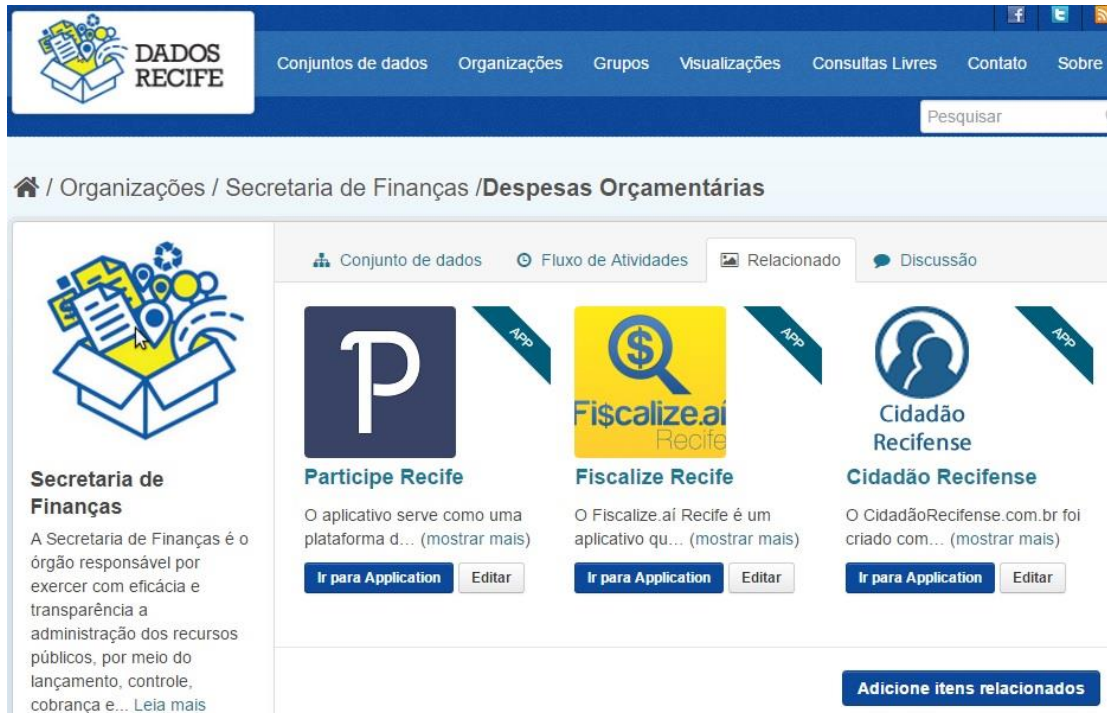 DADOS
RECIFE
Conjuntos de dados Organizações Grupos Visualizações Consultas Livres Contato Sobre
Pesquisar
/ Organizações / Secretaria de Finanças /Despesas Orçamentárias
Conjunto de dados Fluxo de Atividades Relacionado Discussão
Secretaria de
Finanças
A Secretaria de Finanças é o
órgão responsável por
exercer com eficácia e
transparência a
administração dos recursos
públicos, por meio do
lançamento, controle,
cobrança e... Leia mais
P
APP
Participe Recife
O aplicativo serve como uma
plataforma d... (mostrar mais)
Ir para Application Editar
$
Fi$calize.aí
Recife
APP
Fiscalize Recife
O Fiscalize.aí Recife é um
aplicativo qu... (mostrar mais)
Ir para Application Editar
Cidadão
Recifense
APP
Cidadão Recifense
O CidadãoRecifense.com.br foi
criado com... (mostrar mais)
Ir para Application Editar
Adicione itens relacionados